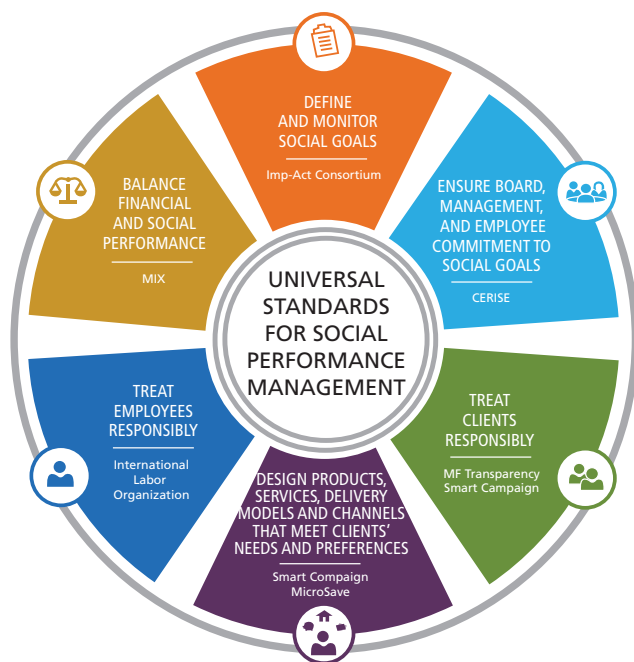 DEFINE
AND MONITOR
SOCIAL GOALS
Imp-Act Consortium
ENSURE BOARD,
MANAGEMENT,
AND EMPLOYEE
COMMITMENT TO
SOCIAL GOALS
CERISE
TREAT
CLIENTS
RESPONSIBLY
MF Transparency
Smart Campaign
DESIGN PRODUCTS,
SERVICES, DELIVERY
MODELS AND CHANNELS
THAT MEET CLIENTS'
NEEDS AND PREFERENCES
Smart Compaign
MicroSave
TREAT
EMPLOYEES
RESPONSIBLY
International
Labor
Organization
BALANCE
FINANCIAL
AND SOCIAL
PERFORMANCE
MIX
UNIVERSAL
STANDARDS
FOR SOCIAL
PERFORMANCE
MANAGEMENT